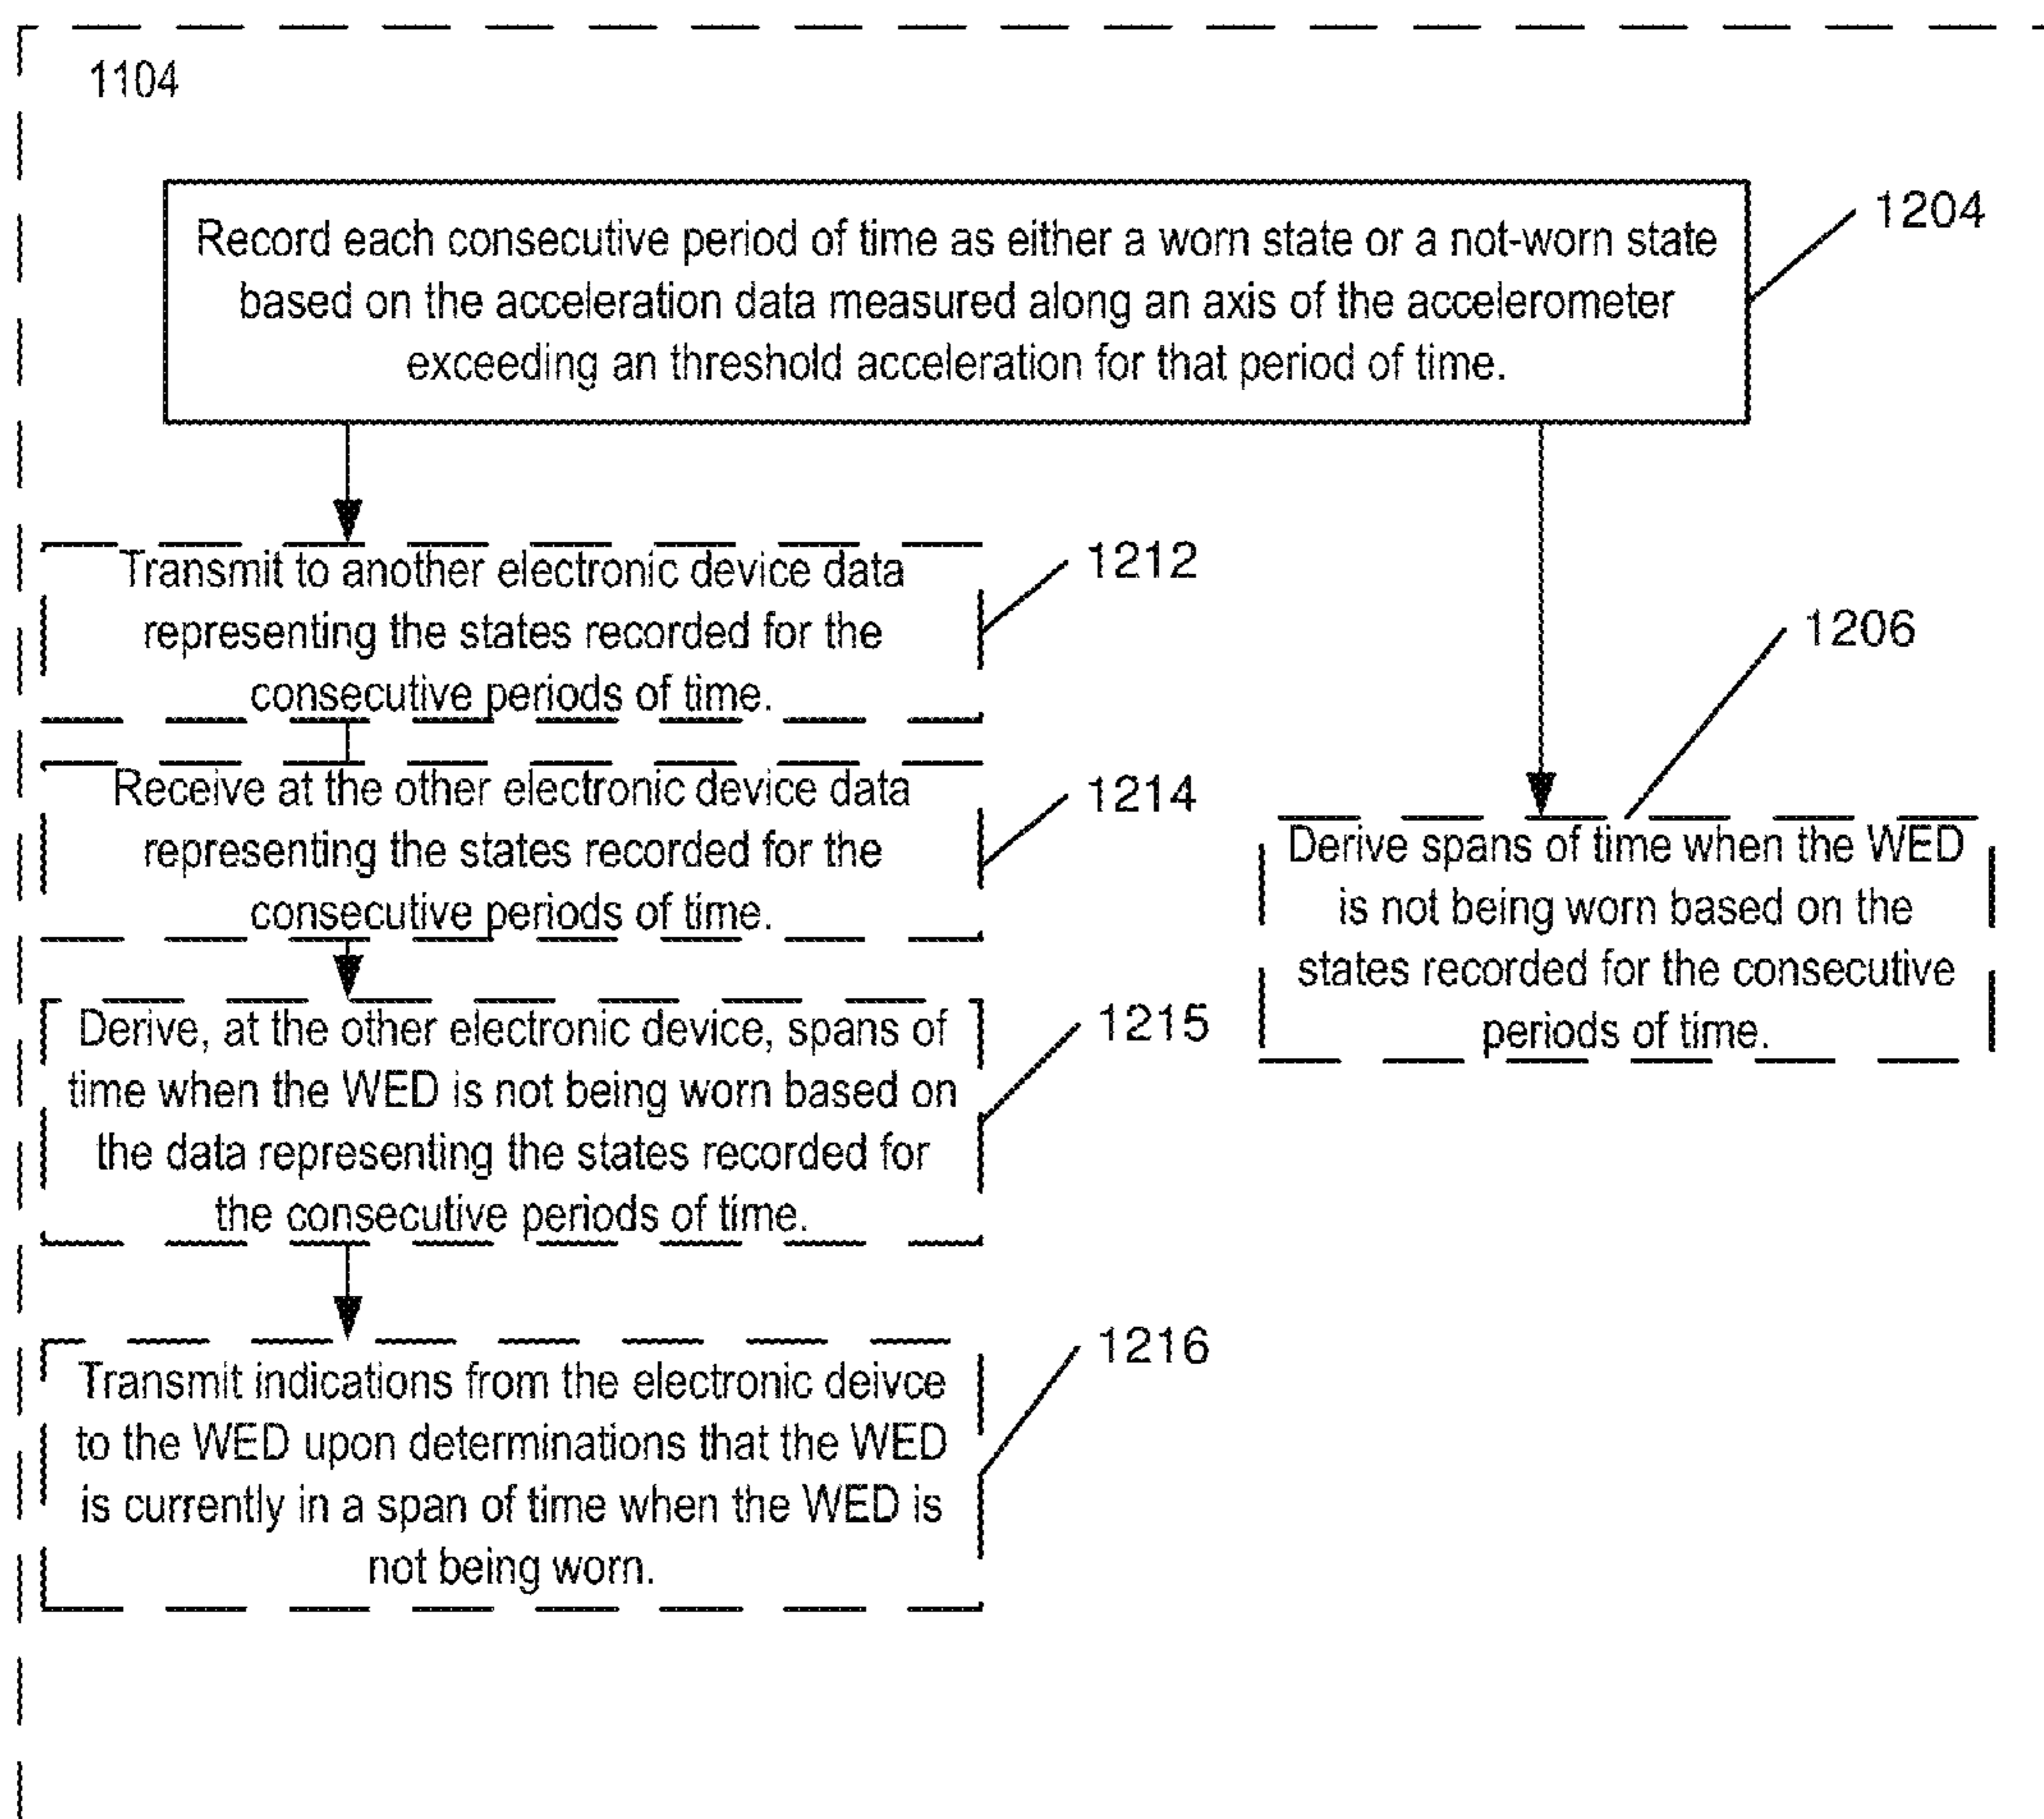 1104
Record each consecutive period of time as either a worn state or a not-worn state
based on the acceleration data measured along an axis of the accelerometer
exceeding an threshold acceleration for that period of time.
1204
Transmit to another electronic device data
representing the states recorded for the
consecutive periods of time.
1212
Receive at the other electronic device data
representing the states recorded for the
consecutive periods of time.
1214
Derive, at the other electronic device, spans of
time when the WED is not being worn based on
the data representing the states recorded for
the consecutive periods of time.
1215
Transmit indications from the electronic deivce
to the WED upon determinations that the WED
is currently in a span of time when the WED is
not being worn.
1216
1206
Derive spans of time when the WED
is not being worn based on the
states recorded for the consecutive
periods of time.